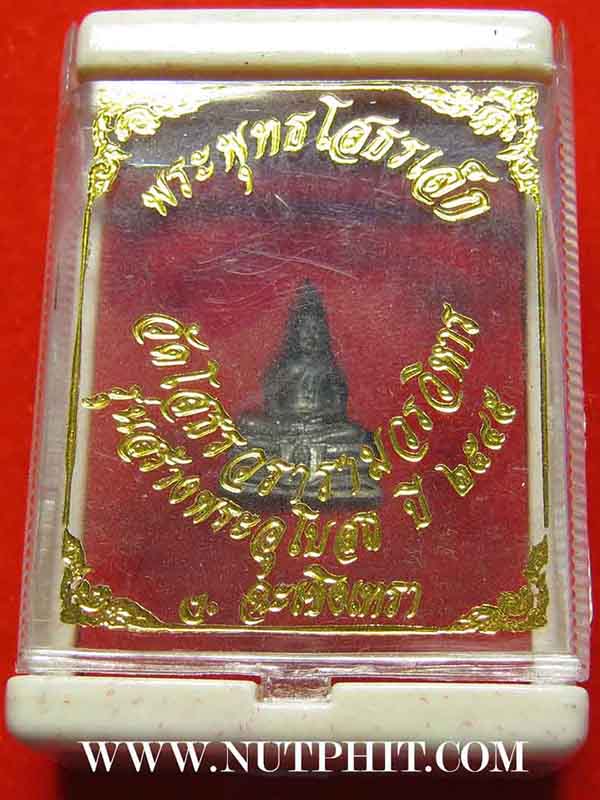 พระพุทธโสธรเล็ก
วัดโสธรวรารามวรวิหาร
รุ่นสร้างพระอุโบสถ ปี ๒๕๔๕
จ. ฉะเชิงเทรา
WWW.NUTPHIT.COM